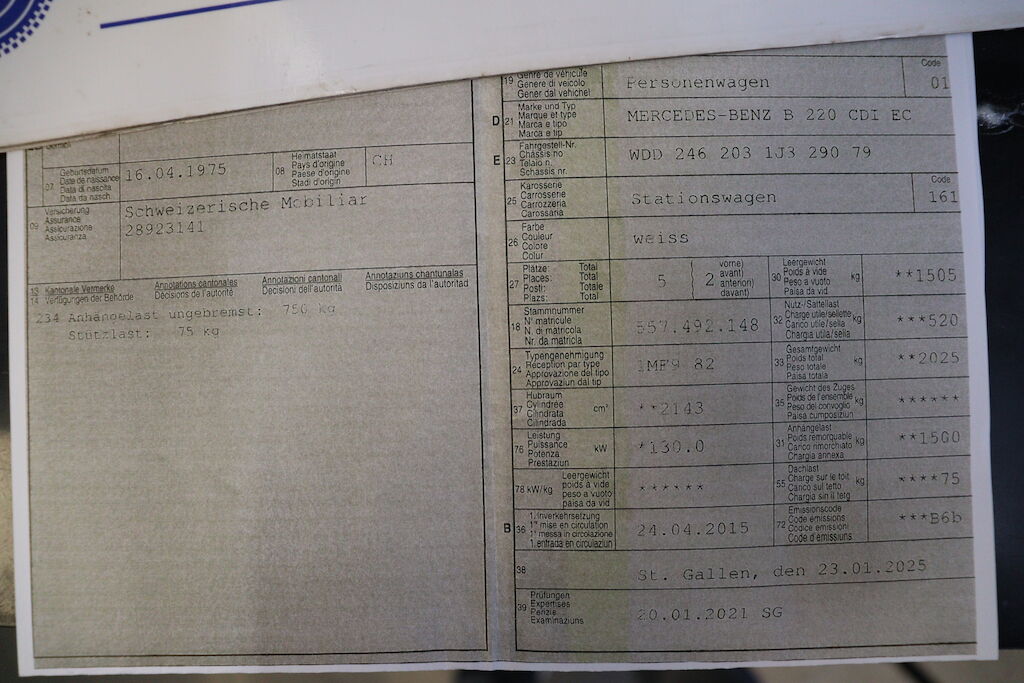 07 Geburtsdatum
Date de naissance
Data di nascita
Data da nasch.
16.04.1975
08 Heimatstaat
Pays d'origine
Paese d'origine
Stadi d'origin
CH
09 Versicherung
Assurance
Assicurazione
Assicuranza
Schweizerische Mobiliar
28923141
13 Kantonale Vermerke Annotations cantonales Annotazioni cantonali Annotaziuns chantunalas
14 Verfügungen der Behörde Décisions de l'autorité Decisioni dell'autorità Disposiziuns da l'autoritad
234 Anhängelast ungebremst: 750 kg
Stützlast: 75 kg
19 Genre de véhicule
Genere di veicolo
Gener dal vehichel
Personenwagen
Code
01
D 21 Marke und Typ
Marque et type
Marca e tipo
Marca e tip
MERCEDES-BENZ B 220 CDI EC
E 23 Fahrgestell-Nr.
Châssis no
Telaio n.
Schassis nr.
WDD 246 203 1J3 290 79
25 Karosserie
Carrosserie
Carrozzeria
Carossaria
Stationswagen
Code
161
26 Farbe
Couleur
Colore
Colur
weiss
27 Plätze: Total
Places: Total
Posti: Totale
Plazs: Total
5
2
vorne)
avant)
anteriori)
davant)
30 Leergewicht
Poids à vide
Peso a vuoto
Paisa da vid
kg
**1505
18 Stammnummer
N° matricule
N. di matricola
Nr. da matricla
557.492.148
32 Nutz-/Sattellast
Charge utile/sellette
Carico utile/sella
Chargia utila/sella
kg
***520
24 Typengenehmigung
Réception par type
Approvazione del tipo
Approvaziun dal tip
1MF9 82
33 Gesamtgewicht
Poids total
Peso totale
Paisa totala
kg
**2025
37 Hubraum
Cylindrée
Cilindrata
Cilindrada
cm³
**2143
35 Gewicht des Zuges
Poids de l'ensemble
Peso del convoglio
Paisa cumposiziun
kg
******
76 Leistung
Puissance
Potenza
Prestaziun
kW
*130.0
31 Anhängelast
Poids remorquable
Carico rimorchiato
Chargia annexa
kg
**1500
78 kW/kg
Leergewicht
poids à vide
peso a vuoto
paisa da vid
******
55 Dachlast
Charge sur le toit
Carico sul tetto
Chargia sin il tetg
kg
****75
B 36 1. Inverkehrsetzung
1re mise en circulation
1a messa in circolazione
1. entrada en circulaziun
24.04.2015
72 Emissionscode
Code émissions
Codice emissioni
Code d'emissiuns
***B6b
38
St. Gallen, den 23.01.2025
39 Prüfungen
Expertises
Perizie
Examinaziuns
20.01.2021 SG